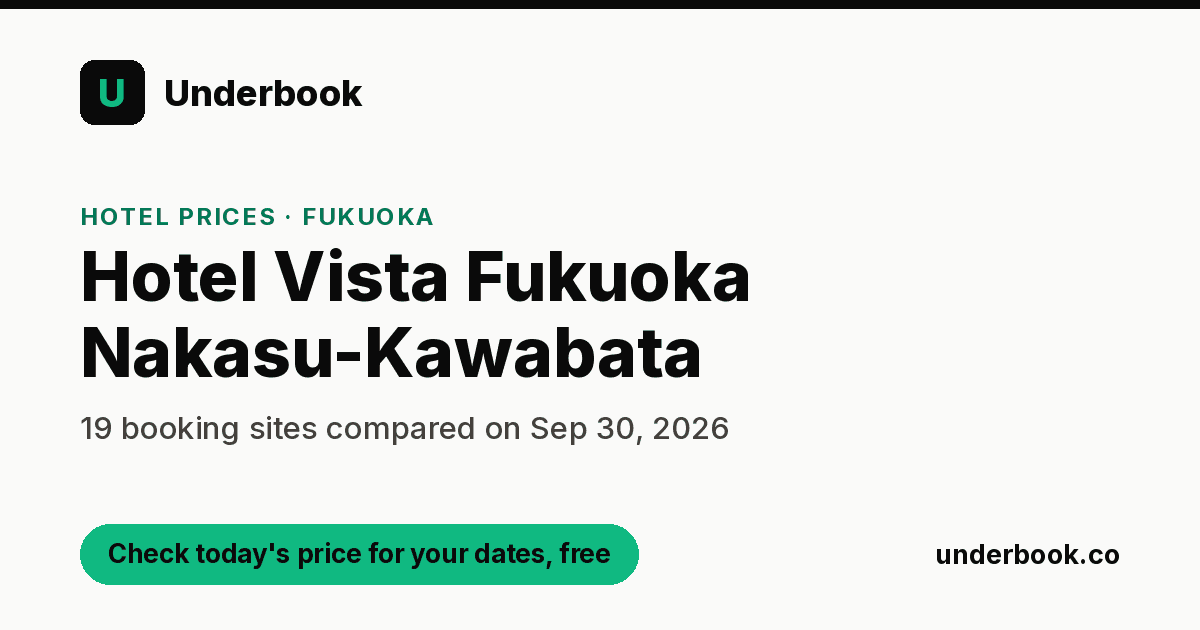 U
Underbook
HOTEL PRICES · FUKUOKA
Hotel Vista Fukuoka
Nakasu-Kawabata
19 booking sites compared on Sep 30, 2026
Check today's price for your dates, free
underbook.co